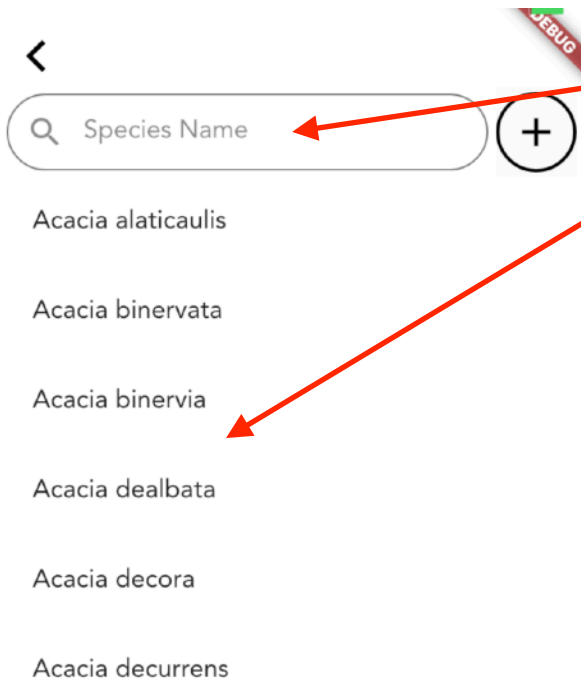 DEBUG
Species Name
Acacia alaticaulis
Acacia binervata
Acacia binervia
Acacia dealbata
Acacia decora
Acacia decurrens